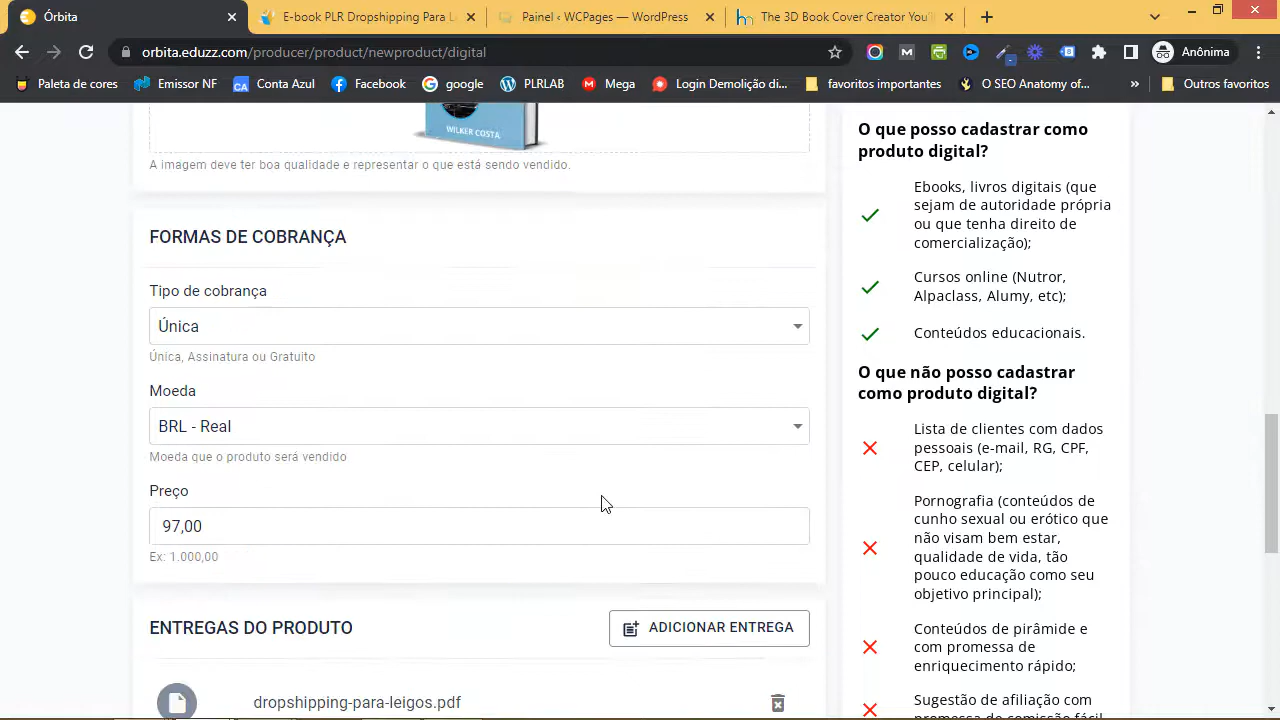 Órbita
E-book PLR Dropshipping Para L
Painel ‹ WCPages — WordPress
The 3D Book Cover Creator You'l
orbita.eduzz.com/producer/product/newproduct/digital
Anônima
Paleta de cores
Emissor NF
CA
Conta Azul
Facebook
google
WordPress
PLRLAB
Mega
Login Demolição di...
favoritos importantes
O SEO Anatomy of...
»
Outros favoritos
WILKER COSTA
A imagem deve ter boa qualidade e representar o que está sendo vendido.
FORMAS DE COBRANÇA
Tipo de cobrança
Única
Única, Assinatura ou Gratuito
Moeda
BRL - Real
Moeda que o produto será vendido
Preço
97,00
Ex: 1.000,00
ENTREGAS DO PRODUTO
ADICIONAR ENTREGA
dropshipping-para-leigos.pdf
O que posso cadastrar como
produto digital?
Ebooks, livros digitais (que
sejam de autoridade própria
ou que tenha direito de
comercialização);
Cursos online (Nutror,
Alpaclass, Alumy, etc);
Conteúdos educacionais.
O que não posso cadastrar
como produto digital?
Lista de clientes com dados
pessoais (e-mail, RG, CPF,
CEP, celular);
Pornografia (conteúdos de
cunho sexual ou erótico que
não visam bem estar,
qualidade de vida, tão
pouco educação como seu
objetivo principal);
Conteúdos de pirâmide e
com promessa de
enriquecimento rápido;
Sugestão de afiliação com
promessa de comissão fácil